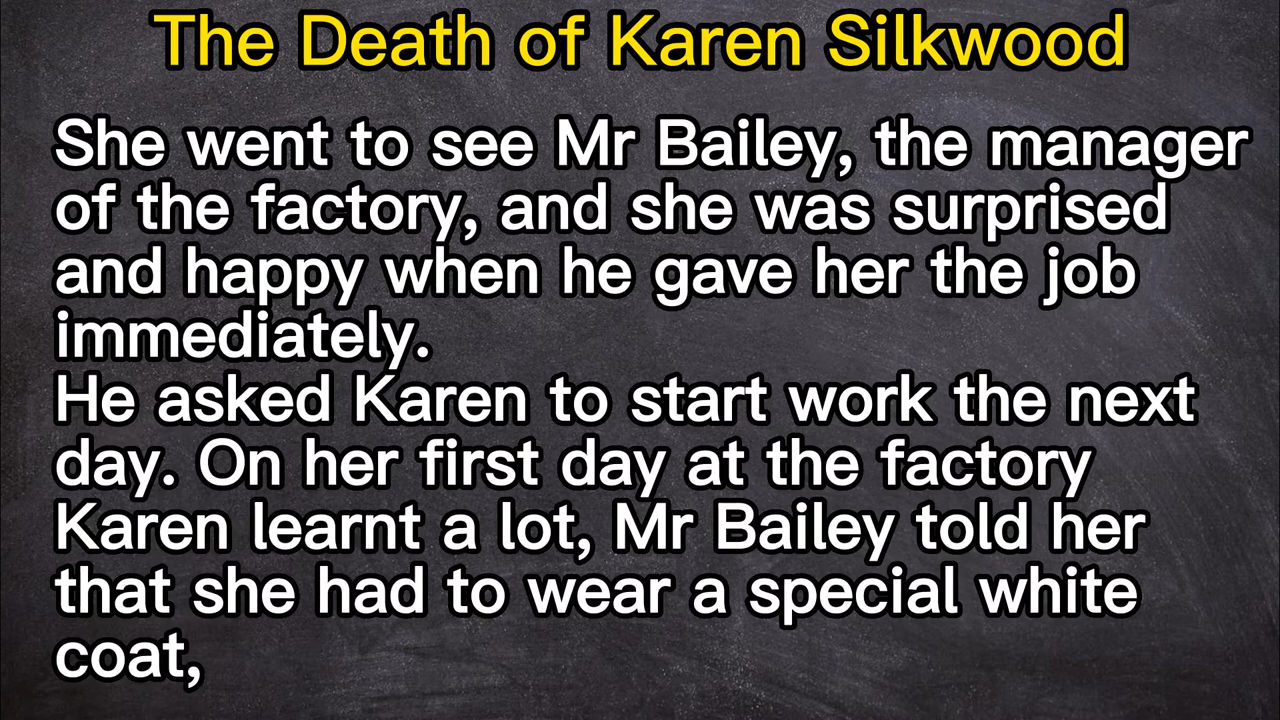 The Death of Karen Silkwood
She went to see Mr Bailey, the manager
of the factory, and she was surprised
and happy when he gave her the job
immediately.
He asked Karen to start work the next
day. On her first day at the factory
Karen learnt a lot, Mr Bailey told her
that she had to wear a special white
coat,